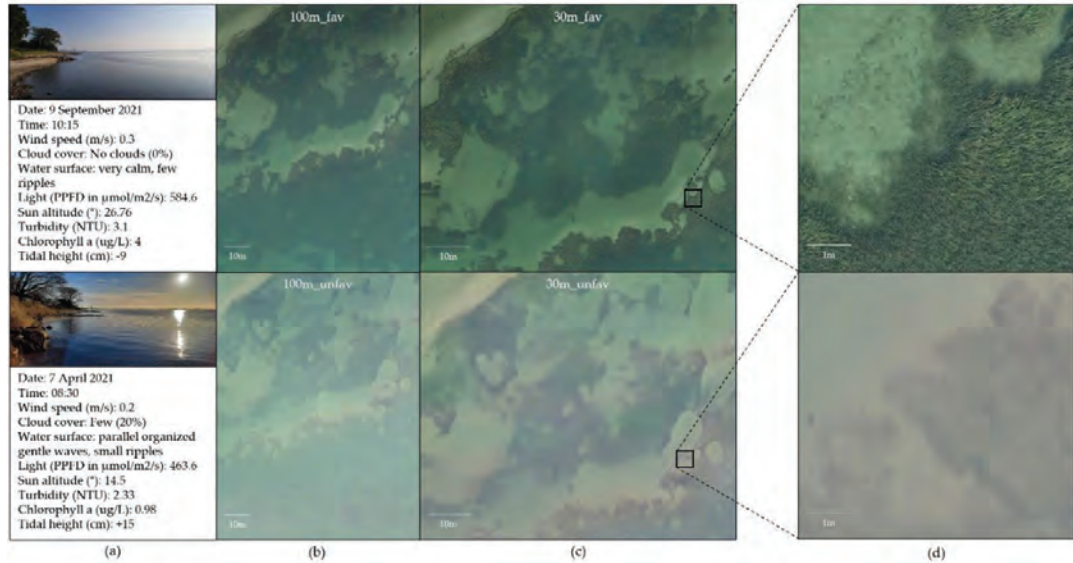 100m_fav
30m_fav
Date: 9 September 2021
Time: 10:15
Wind speed (m/s): 0.3
Cloud cover: No clouds (0%)
Water surface: very calm, few
ripples
Light (PPFD in µmol/m2/s): 584.6
Sun altitude (°): 26.76
Turbidity (NTU): 3.1
Chlorophyll a (ug/L): 4
Tidal height (cm): -9
10m
10m
1m
100m_unfav
30m_unfav
Date: 7 April 2021
Time: 08:30
Wind speed (m/s): 0.2
Cloud cover: Few (20%)
Water surface: parallel organized
gentle waves, small ripples
Light (PPFD in µmol/m2/s): 463.6
Sun altitude (°): 14.5
Turbidity (NTU): 2.33
Chlorophyll a (ug/L): 0.98
Tidal height (cm): +15
10m
10m
1m
(a)
(b)
(c)
(d)